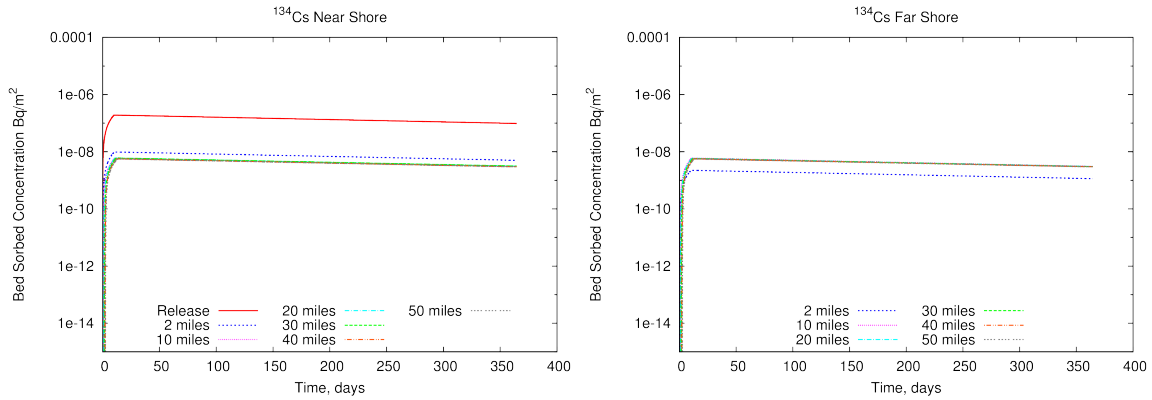 ¹³⁴Cs Near Shore
Bed Sorbed Concentration Bq/m²
0.0001
1e-06
1e-08
1e-10
1e-12
1e-14
Release
2 miles
10 miles
20 miles
30 miles
40 miles
50 miles
0 50 100 150 200 250 300 350 400
Time, days
¹³⁴Cs Far Shore
Bed Sorbed Concentration Bq/m²
0.0001
1e-06
1e-08
1e-10
1e-12
1e-14
2 miles
10 miles
20 miles
30 miles
40 miles
50 miles
0 50 100 150 200 250 300 350 400
Time, days